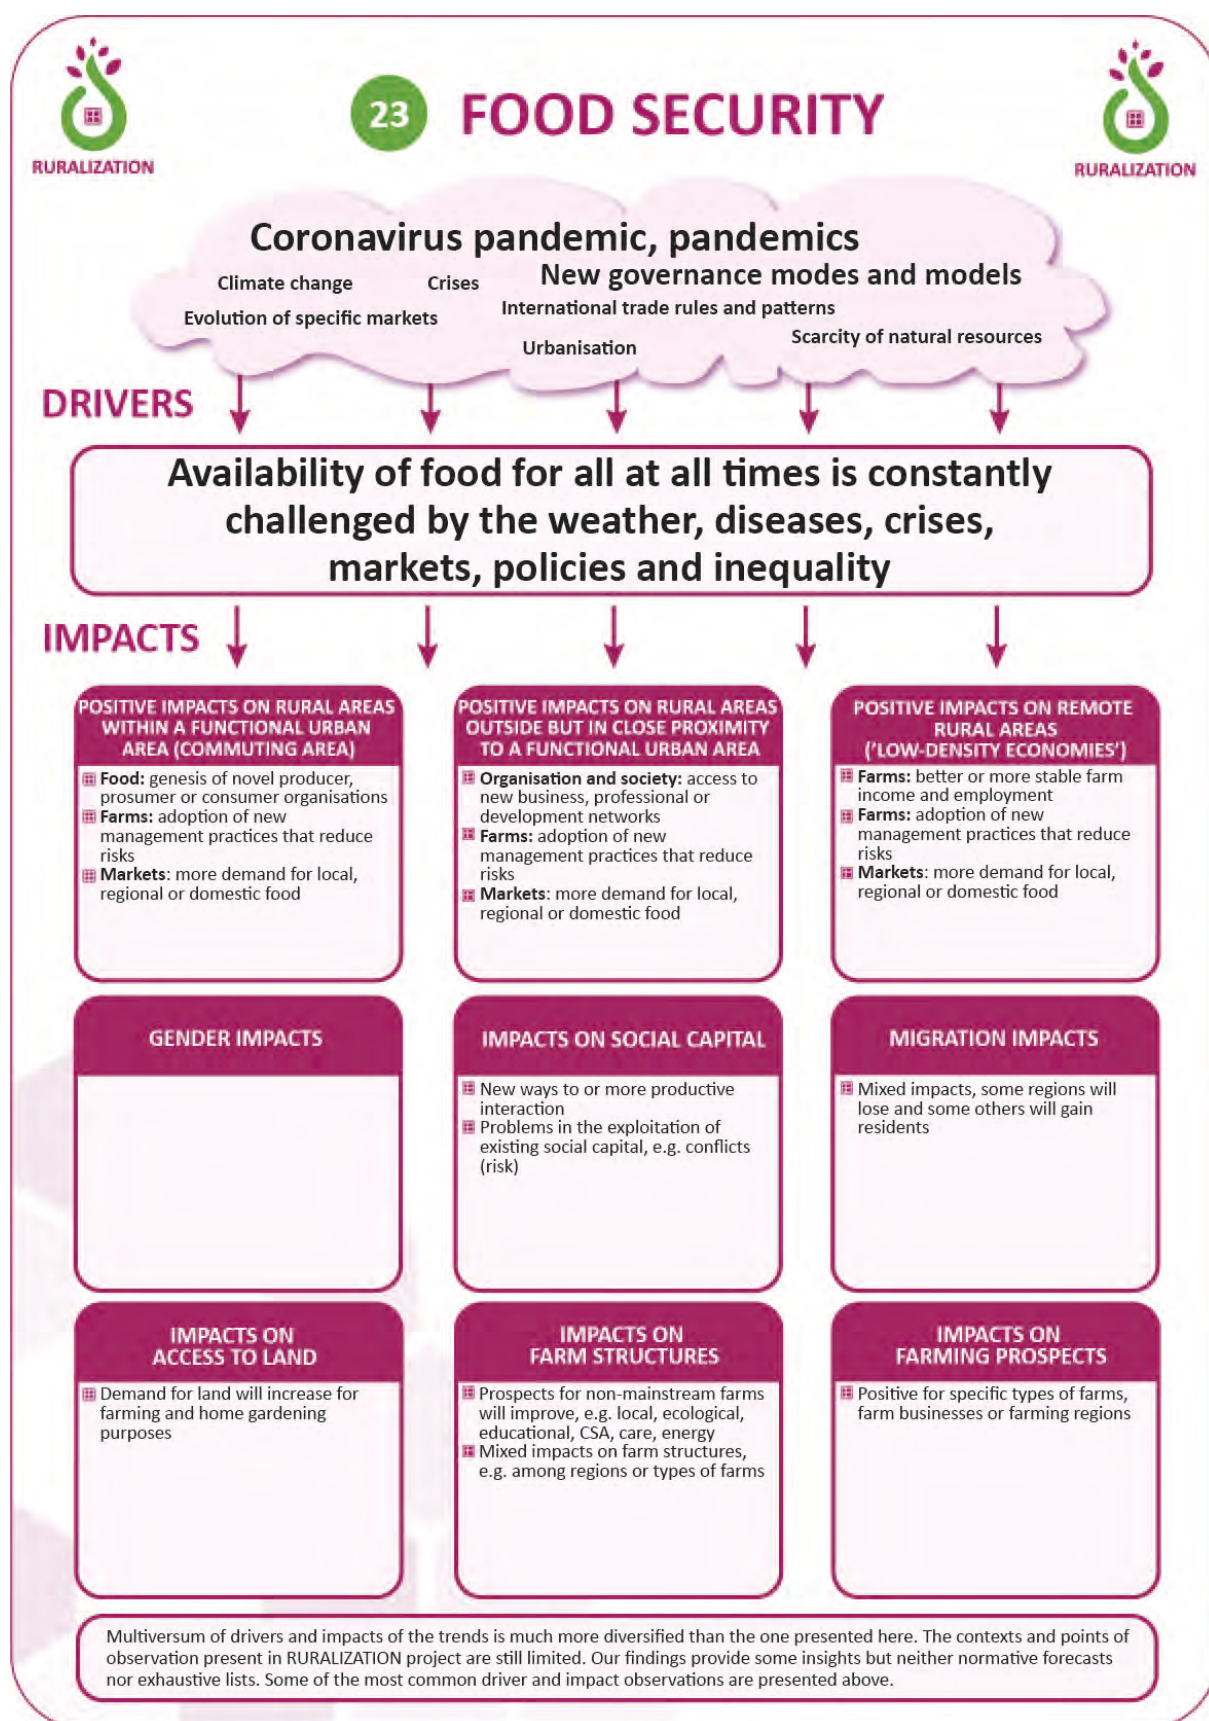 RURALIZATION
23 FOOD SECURITY
RURALIZATION
Coronavirus pandemic, pandemics
Climate change
Crises
New governance modes and models
Evolution of specific markets
International trade rules and patterns
Urbanisation
Scarcity of natural resources
DRIVERS
Availability of food for all at all times is constantly
challenged by the weather, diseases, crises,
markets, policies and inequality
IMPACTS
POSITIVE IMPACTS ON RURAL AREAS
WITHIN A FUNCTIONAL URBAN
AREA (COMMUTING AREA)
Food: genesis of novel producer,
prosumer or consumer organisations
Farms: adoption of new
management practices that reduce
risks
Markets: more demand for local,
regional or domestic food
POSITIVE IMPACTS ON RURAL AREAS
OUTSIDE BUT IN CLOSE PROXIMITY
TO A FUNCTIONAL URBAN AREA
Organisation and society: access to
new business, professional or
development networks
Farms: adoption of new
management practices that reduce
risks
Markets: more demand for local,
regional or domestic food
POSITIVE IMPACTS ON REMOTE
RURAL AREAS
('LOW-DENSITY ECONOMIES')
Farms: better or more stable farm
income and employment
Farms: adoption of new
management practices that reduce
risks
Markets: more demand for local,
regional or domestic food
GENDER IMPACTS
IMPACTS ON SOCIAL CAPITAL
New ways to or more productive
interaction
Problems in the exploitation of
existing social capital, e.g. conflicts
(risk)
MIGRATION IMPACTS
Mixed impacts, some regions will
lose and some others will gain
residents
IMPACTS ON
ACCESS TO LAND
Demand for land will increase for
farming and home gardening
purposes
IMPACTS ON
FARM STRUCTURES
Prospects for non-mainstream farms
will improve, e.g. local, ecological,
educational, CSA, care, energy
Mixed impacts on farm structures,
e.g. among regions or types of farms
IMPACTS ON
FARMING PROSPECTS
Positive for specific types of farms,
farm businesses or farming regions
Multiversum of drivers and impacts of the trends is much more diversified than the one presented here. The contexts and points of
observation present in RURALIZATION project are still limited. Our findings provide some insights but neither normative forecasts
nor exhaustive lists. Some of the most common driver and impact observations are presented above.